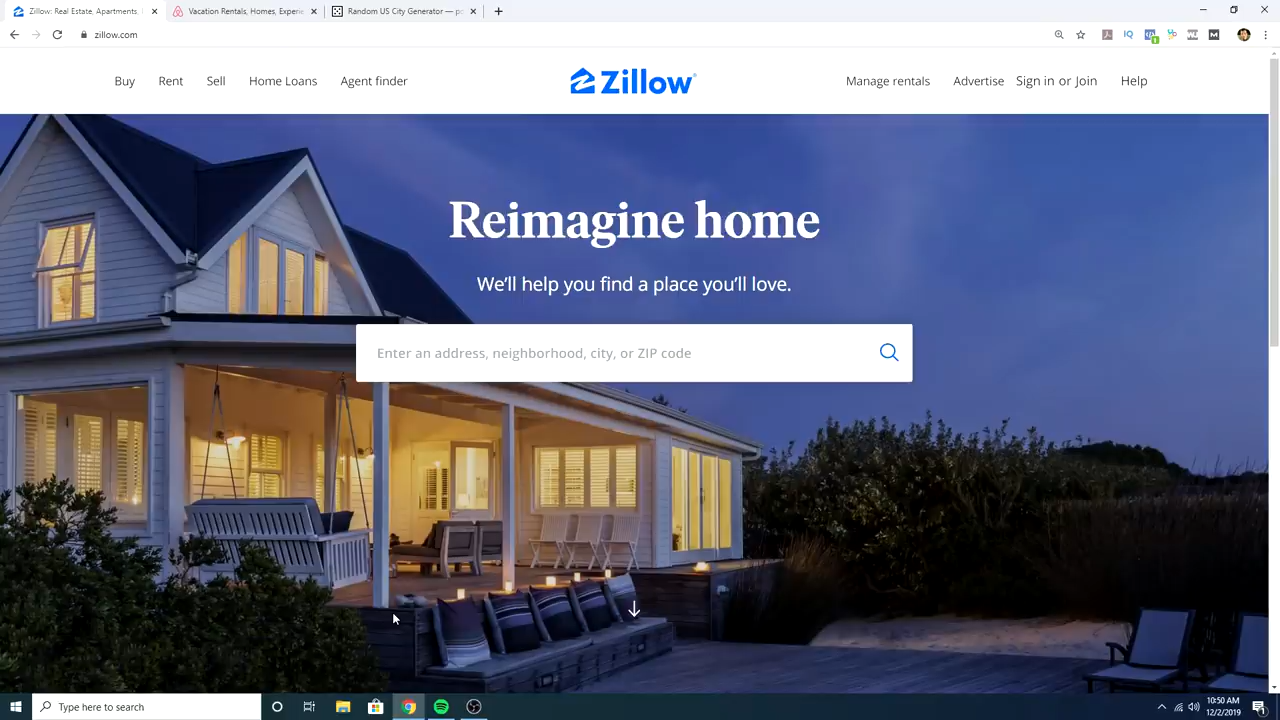 Zillow: Real Estate, Apartments,
Vacation Rentals, Homes, Experie
Random US City Generator — po
zillow.com
IQ
Buy
Rent
Sell
Home Loans
Agent finder
Zillow
Manage rentals
Advertise
Sign in or Join
Help
Reimagine home
We'll help you find a place you'll love.
Enter an address, neighborhood, city, or ZIP code
Type here to search
10:50 AM
12/2/2019